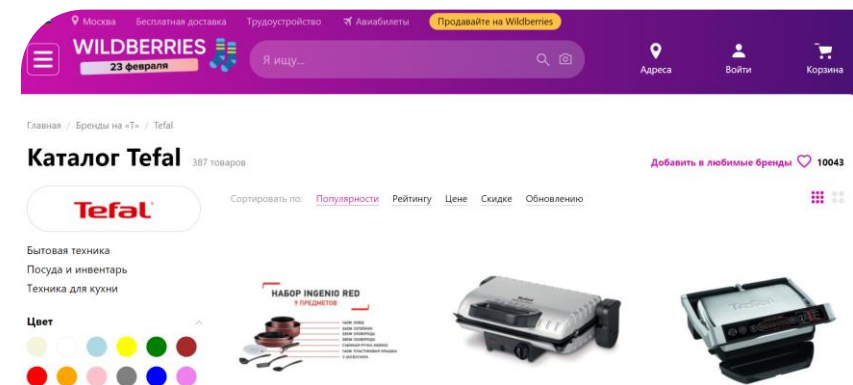 Москва Бесплатная доставка Трудоустройство Авиабилеты Продавайте на Wildberries
WILDBERRIES
23 февраля
Я ищу...
Адреса Войти Корзина
Главная / Бренды на «Т» / Tefal
Каталог Tefal 387 товаров
Добавить в любимые бренды 10043
Tefal
Сортировать по: Популярности Рейтингу Цене Скидке Обновлению
Бытовая техника
Посуда и инвентарь
Техника для кухни
Цвет
НАБОР INGENIO RED
9 ПРЕДМЕТОВ
Tefal